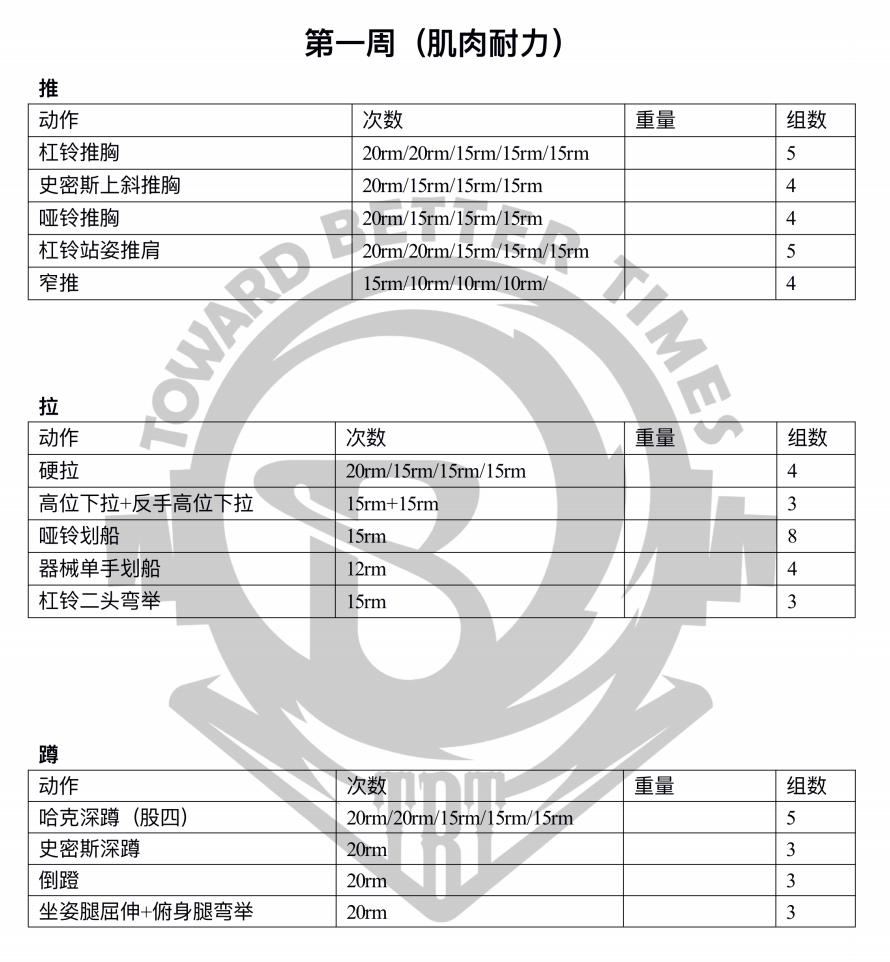 第一周（肌肉耐力）
推
动作 次数 重量 组数
杠铃推胸 20rm/20rm/15rm/15rm/15rm 5
史密斯上斜推胸 20rm/15rm/15rm/15rm 4
哑铃推胸 20rm/15rm/15rm/15rm 4
杠铃站姿推肩 20rm/20rm/15rm/15rm/15rm 5
窄推 15rm/10rm/10rm/10rm/ 4
TOWARD BETTER TIMES
拉
动作 次数 重量 组数
硬拉 20rm/15rm/15rm/15rm 4
高位下拉+反手高位下拉 15rm+15rm 3
哑铃划船 15rm 8
器械单手划船 12rm 4
杠铃二头弯举 15rm 3
B
蹲
动作 次数 重量 组数
哈克深蹲（股四） 20rm/20rm/15rm/15rm/15rm 5
史密斯深蹲 20rm 3
倒蹬 20rm 3
坐姿腿屈伸+俯身腿弯举 20rm 3
TRT